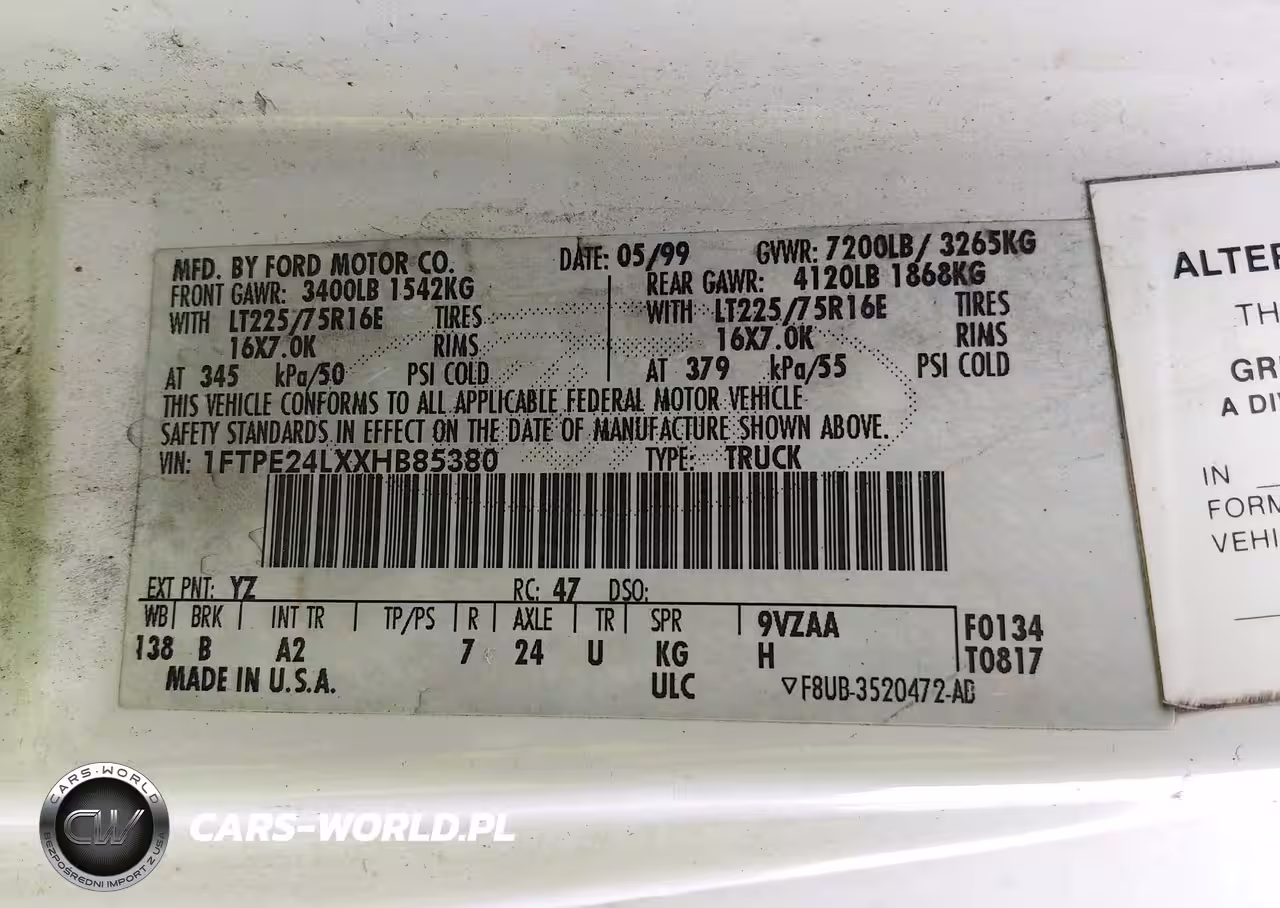 MFD. BY FORD MOTOR CO. DATE: 05/99 GVWR: 7200LB/ 3265KG
FRONT GAWR: 3400LB 1542KG REAR GAWR: 4120LB 1868KG
WITH LT225/75R16E TIRES WITH LT225/75R16E TIRES
16X7.0K RIMS 16X7.0K RIMS
AT 345 kPa/50 PSI COLD AT 379 kPa/55 PSI COLD
THIS VEHICLE CONFORMS TO ALL APPLICABLE FEDERAL MOTOR VEHICLE
SAFETY STANDARDS IN EFFECT ON THE DATE OF MANUFACTURE SHOWN ABOVE.
VIN: 1FTPE24LXXHB85380 TYPE: TRUCK
EXT PNT: YZ RC: 47 DSO:
WB BRK INT TR TP/PS R AXLE TR SPR 9VZAA F0134
138 B A2 7 24 U KG H T0817
MADE IN U.S.A. ULC ▽F8UB-3520472-AD
ALTER
TH
GR
A DI
IN
FORM
VEHI
CARS-WORLD
CW
BEZPOŚREDNI IMPORT Z USA
CARS-WORLD.PL